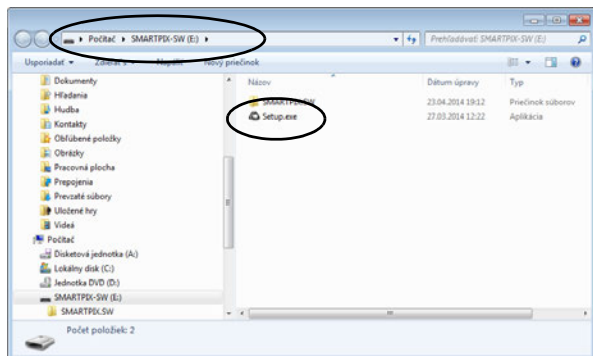 Počítač ▸ SMARTPIX-SW (E:) ▸
Prehľadávať SMARTPIX-SW (E:)
Usporiadať Nový priečinok
Dokumenty
Hľadania
Hudba
Kontakty
Obľúbené položky
Obrázky
Pracovná plocha
Prepojenia
Prevzaté súbory
Uložené hry
Videá
Počítač
Disketová jednotka (A:)
Lokálny disk (C:)
Jednotka DVD (D:)
SMARTPIX-SW (E:)
SMARTPIX.SW
Názov Dátum úpravy Typ
SMARTPIX.SW 23.04.2014 19:12 Priečinok súborov
Setup.exe 27.03.2014 12:22 Aplikácia
Počet položiek: 2